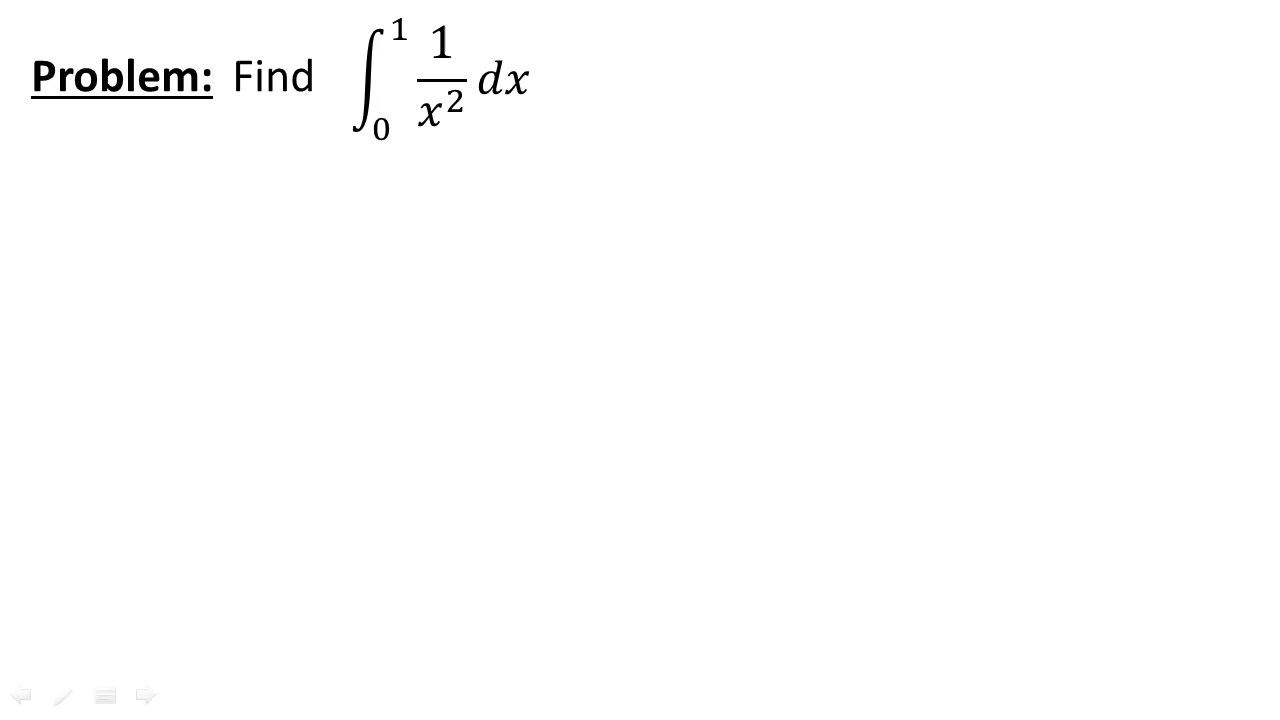 Problem: Find ∫₀¹ 1/x² dx